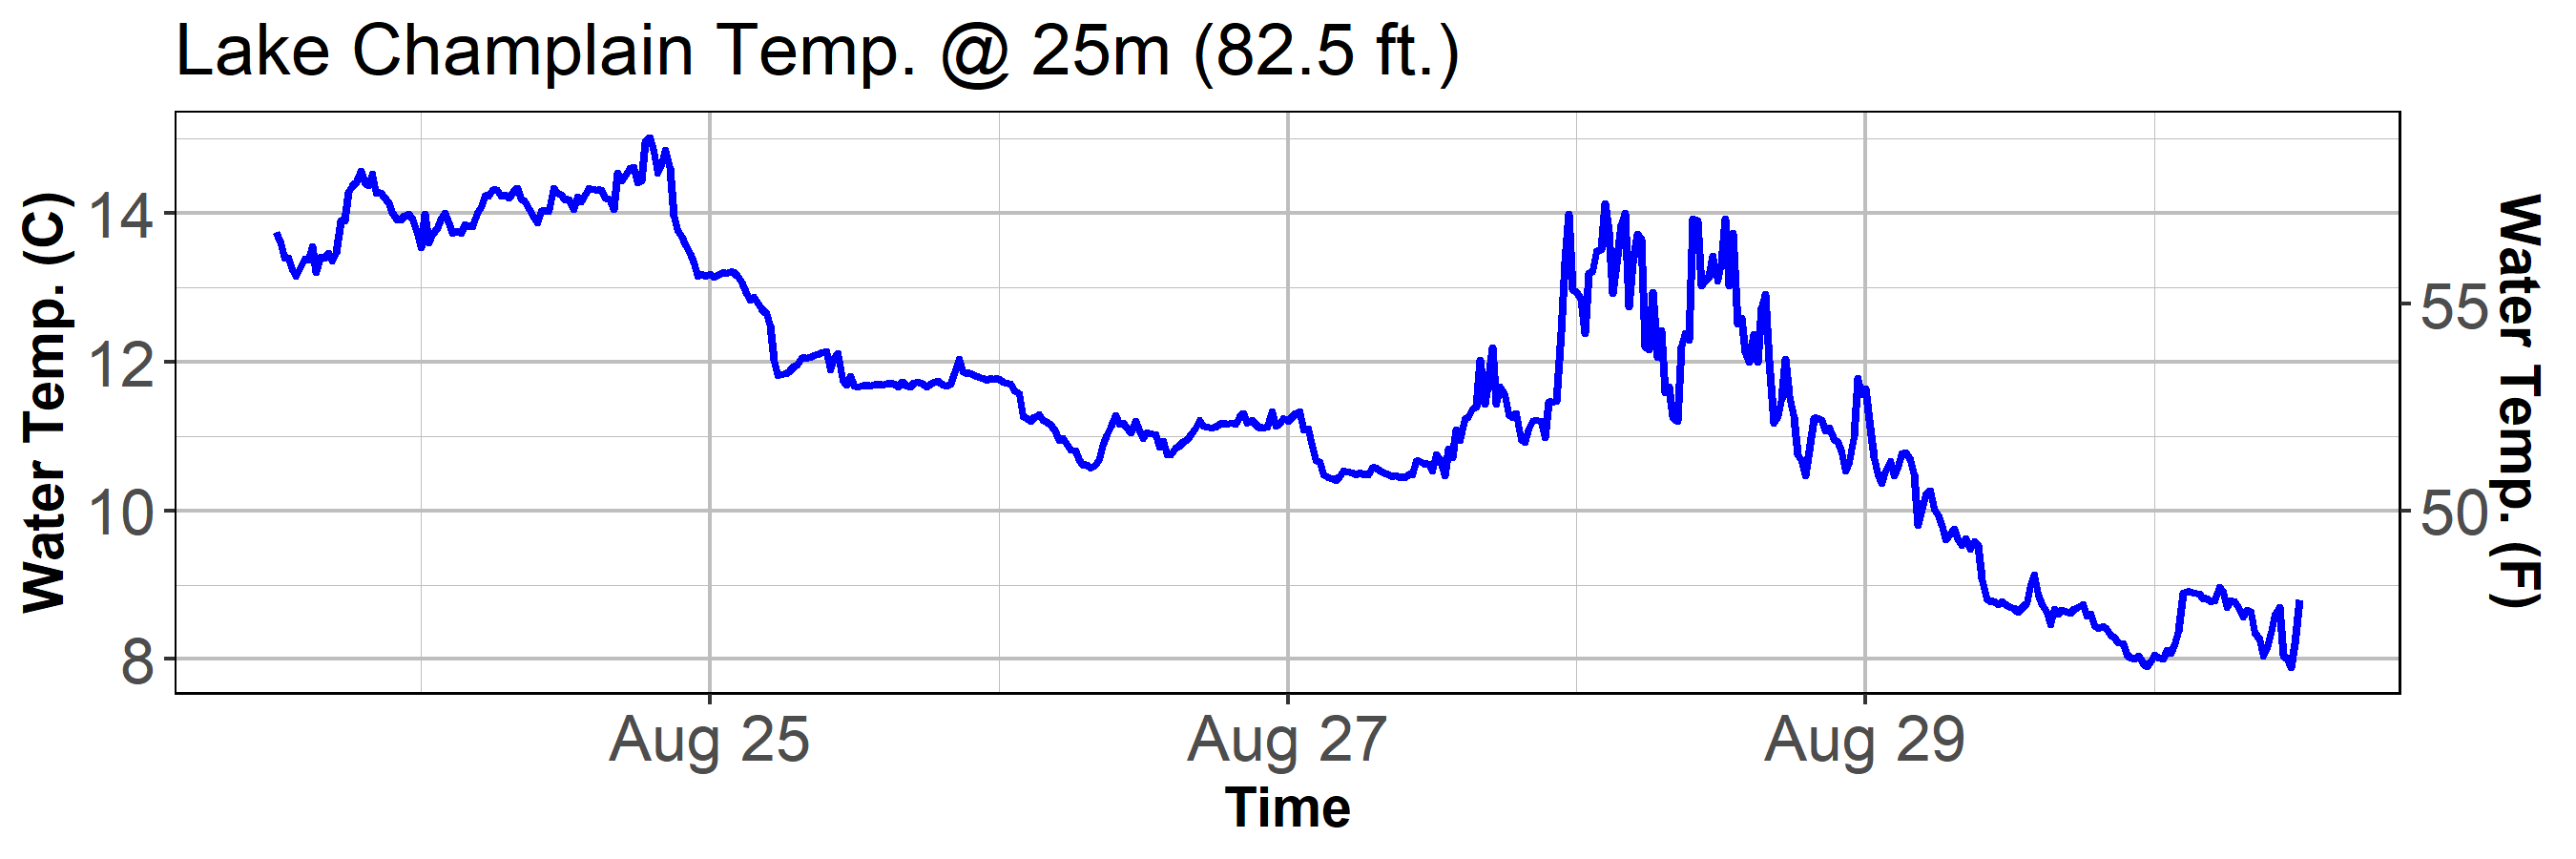 Lake Champlain Temp. @ 25m (82.5 ft.)
Water Temp. (C)
14
12
10
8
55
50
Water Temp. (F)
Aug 25
Aug 27
Aug 29
Time